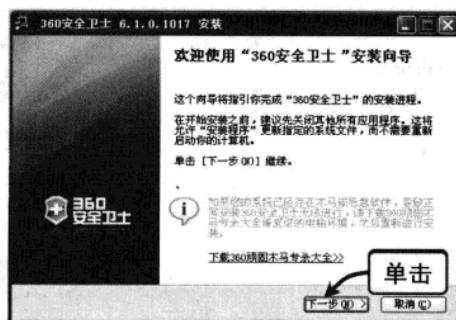 360安全卫士 6.1.0.1017 安装
欢迎使用“360安全卫士”安装向导
这个向导将指引你完成“360安全卫士”的安装进程。
在开始安装之前，建议先关闭其他所有应用程序。这将
允许“安装程序”更新指定的系统文件，而不需要重新
启动你的计算机。
单击 [下一步(N)] 继续。
360
安全卫士
下载360顽固木马专杀大全>>
单击
下一步(N) >
取消(C)